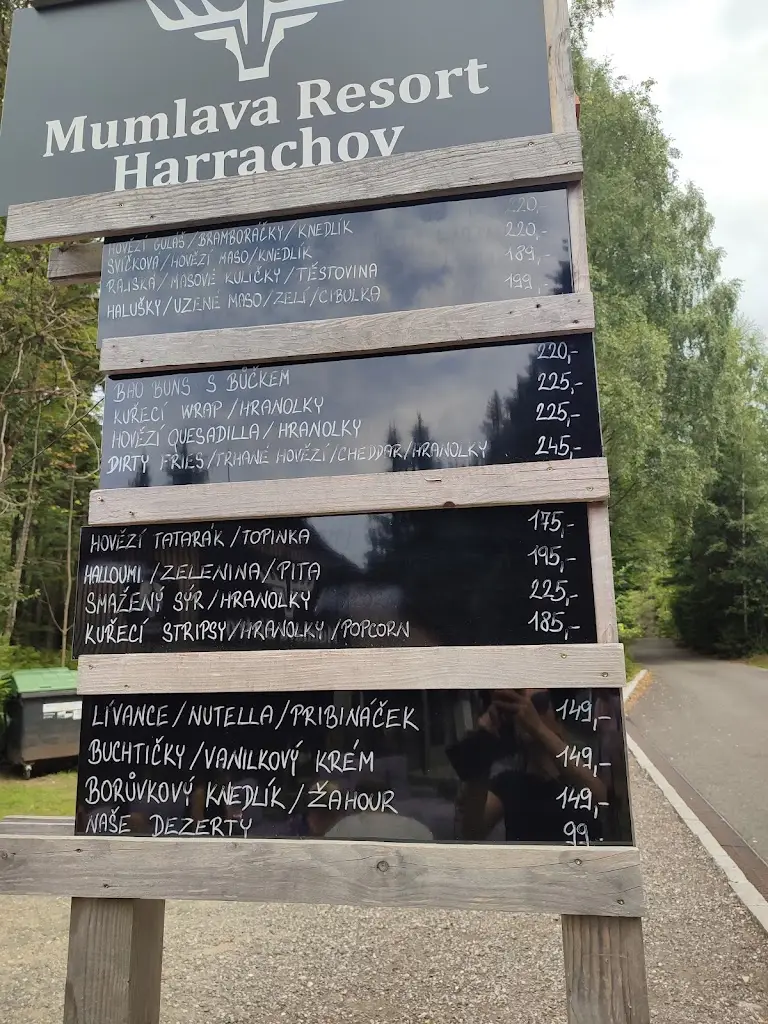 Mumlava Resort
Harrachov
HOVĚZÍ GULÁŠ/BRAMBORÁČKY/KNEDLÍK 220,-
SVÍČKOVÁ/HOVĚZÍ MASO/KNEDLÍK 220,-
RAJSKÁ/MASOVÉ KULIČKY/TĚSTOVINA 189,-
HALUŠKY/UZENÉ MASO/ZELÍ/CIBULKA 199,-
BAO BUNS S BŮČKEM 220,-
KUŘECÍ WRAP/HRANOLKY 225,-
HOVĚZÍ QUESADILLA/HRANOLKY 225,-
DIRTY FRIES/TRHANÉ HOVĚZÍ/CHEDDAR/HRANOLKY 245,-
HOVĚZÍ TATARÁK/TOPINKA 175,-
HALLOUMI/ZELENINA/PITA 195,-
SMAŽENÝ SÝR/HRANOLKY 225,-
KUŘECÍ STRIPSY/HRANOLKY/POPCORN 185,-
LÍVANCE/NUTELLA/PRIBINÁČEK 149,-
BUCHTIČKY/VANILKOVÝ KRÉM 149,-
BORŮVKOVÝ KNEDLÍK/ŽAHOUR 149,-
NAŠE DEZERTY 99